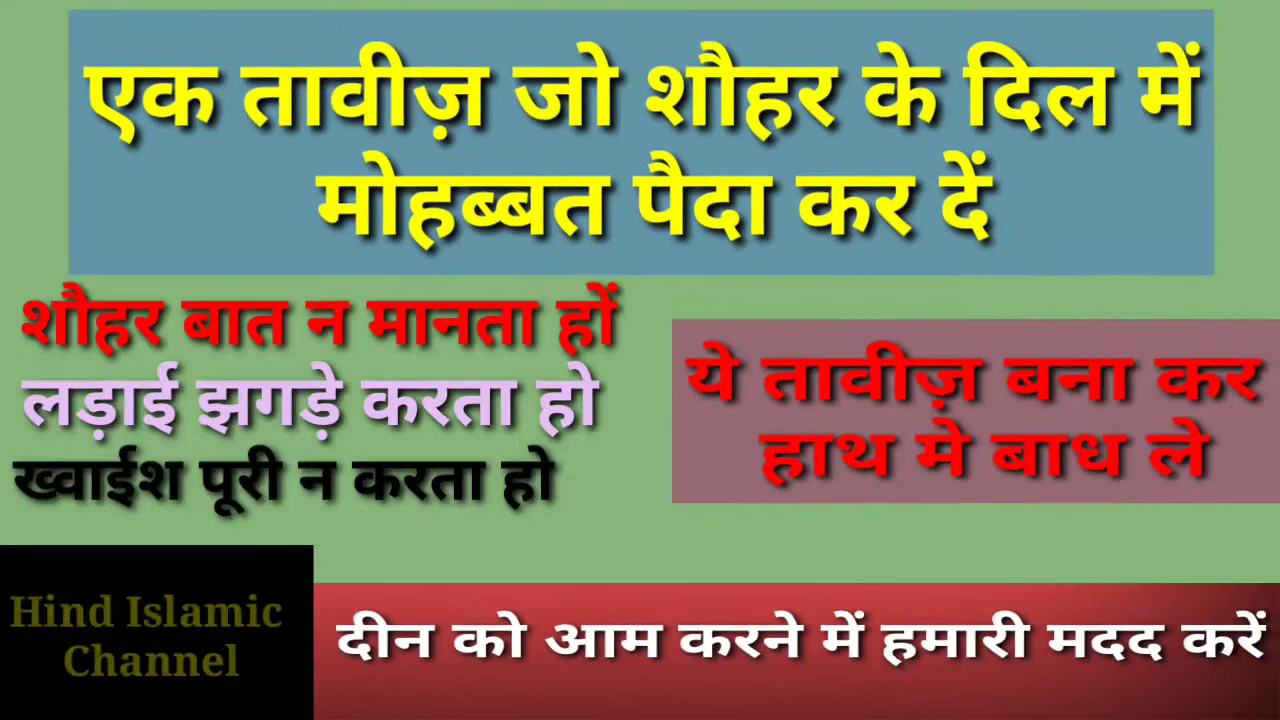 एक तावीज़ जो शौहर के दिल में
मोहब्बत पैदा कर दें
शौहर बात न मानता हों
लड़ाई झगड़े करता हो
ख्वाईश पूरी न करता हो
ये तावीज़ बना कर
हाथ मे बाध ले
Hind Islamic
Channel
दीन को आम करने में हमारी मदद करें